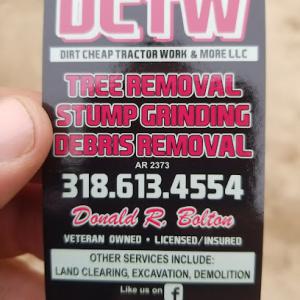 DCTW
DIRT CHEAP TRACTOR WORK & MORE LLC
TREE REMOVAL
STUMP GRINDING
DEBRIS REMOVAL
AR 2373
318.613.4554
Donald R. Bolton
VETERAN OWNED • LICENSED/INSURED
OTHER SERVICES INCLUDE:
LAND CLEARING, EXCAVATION, DEMOLITION
Like us on f